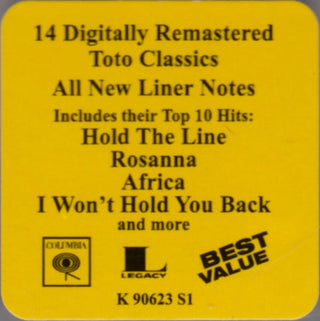 14 Digitally Remastered
Toto Classics
All New Liner Notes
Includes their Top 10 Hits:
Hold The Line
Rosanna
Africa
I Won't Hold You Back
and more
COLUMBIA
L
LEGACY
BEST
VALUE
K 90623 S1